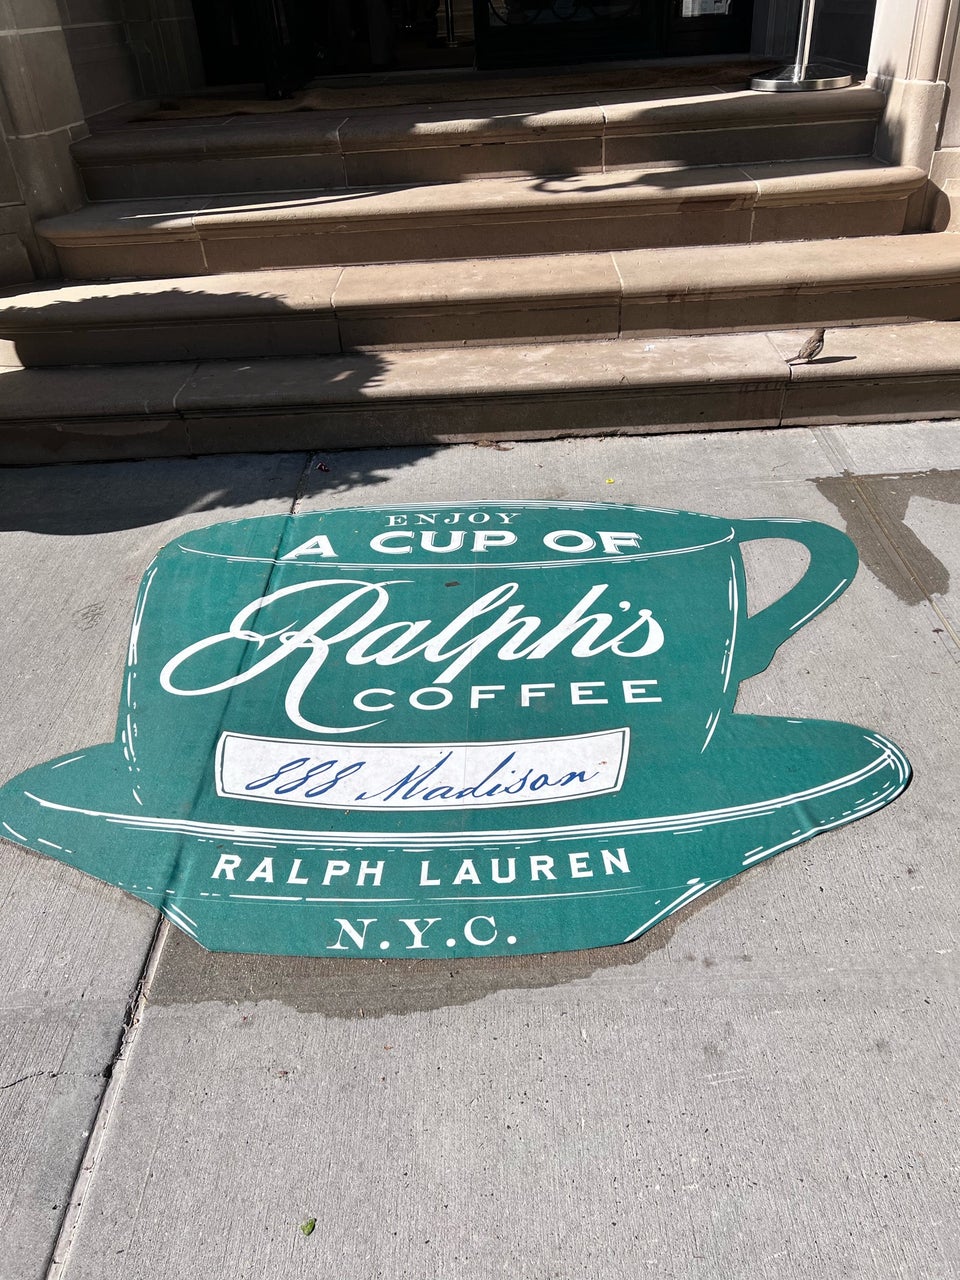 ENJOY
A CUP OF
Ralph's
COFFEE
888 Madison
RALPH LAUREN
N.Y.C.